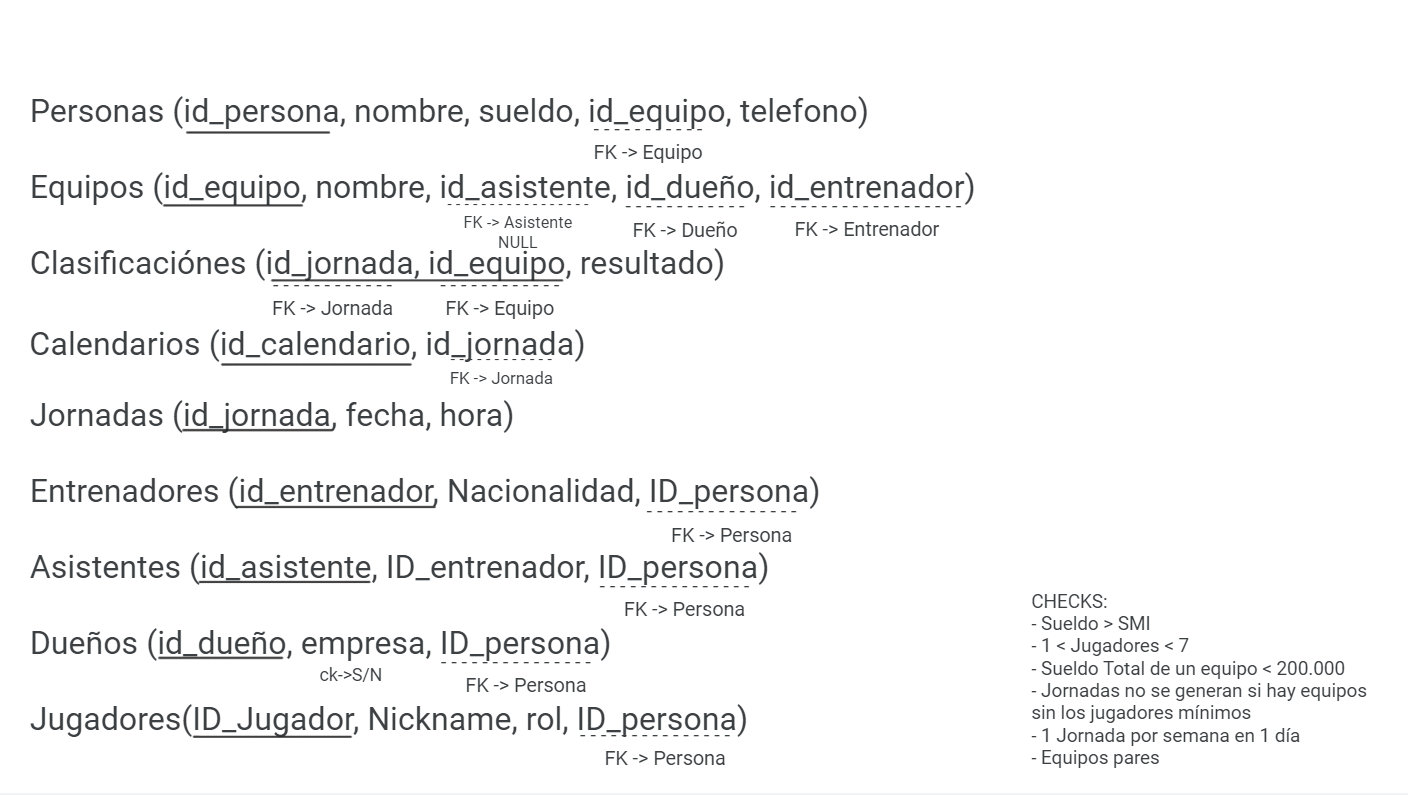 Personas (id_persona, nombre, sueldo, id_equipo, telefono)
FK -> Equipo
Equipos (id_equipo, nombre, id_asistente, id_dueño, id_entrenador)
FK -> Asistente
NULL
FK -> Dueño
FK -> Entrenador
Clasificaciónes (id_jornada, id_equipo, resultado)
FK -> Jornada
FK -> Equipo
Calendarios (id_calendario, id_jornada)
FK -> Jornada
Jornadas (id_jornada, fecha, hora)
Entrenadores (id_entrenador, Nacionalidad, ID_persona)
FK -> Persona
Asistentes (id_asistente, ID_entrenador, ID_persona)
FK -> Persona
Dueños (id_dueño, empresa, ID_persona)
ck->S/N
FK -> Persona
Jugadores(ID_Jugador, Nickname, rol, ID_persona)
FK -> Persona
CHECKS:
- Sueldo > SMI
- 1 < Jugadores < 7
- Sueldo Total de un equipo < 200.000
- Jornadas no se generan si hay equipos
sin los jugadores mínimos
- 1 Jornada por semana en 1 día
- Equipos pares